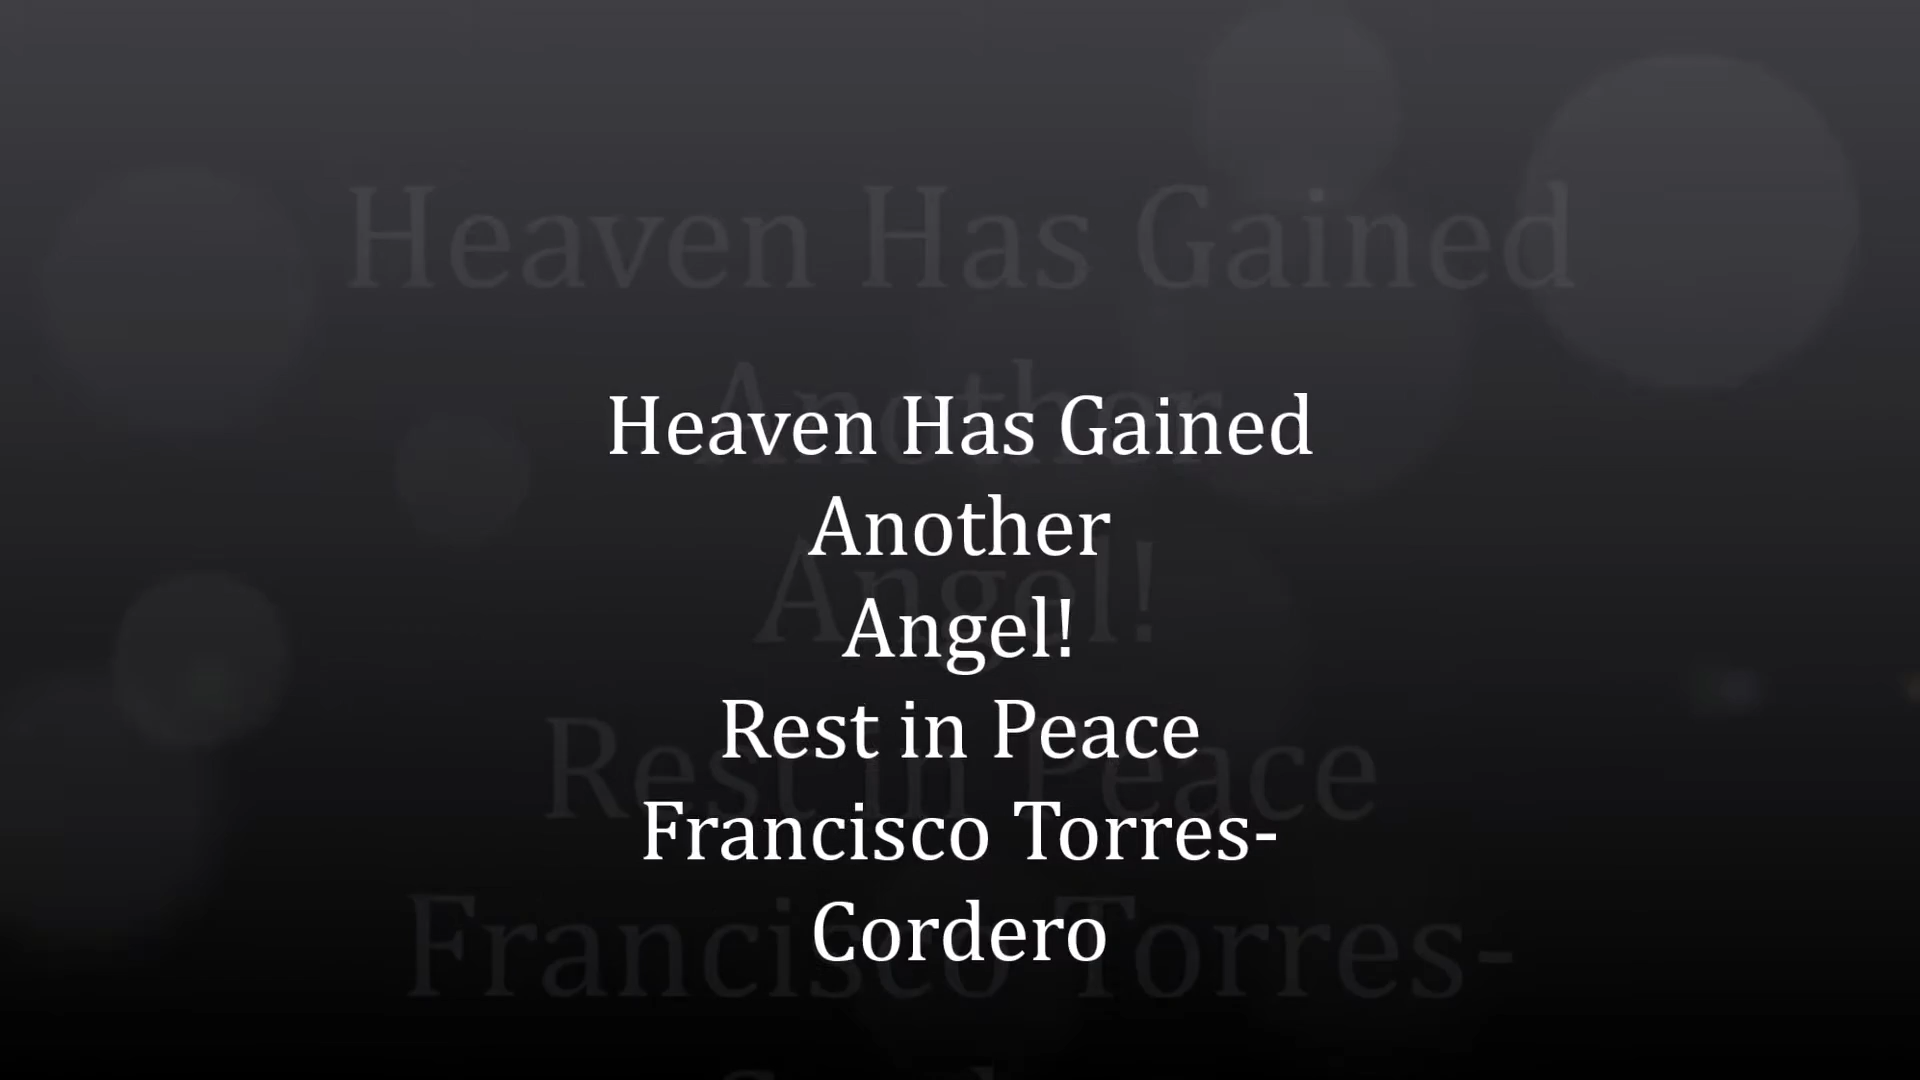 Heaven Has Gained
Another
Angel!
Rest in Peace
Francisco Torres-
Cordero